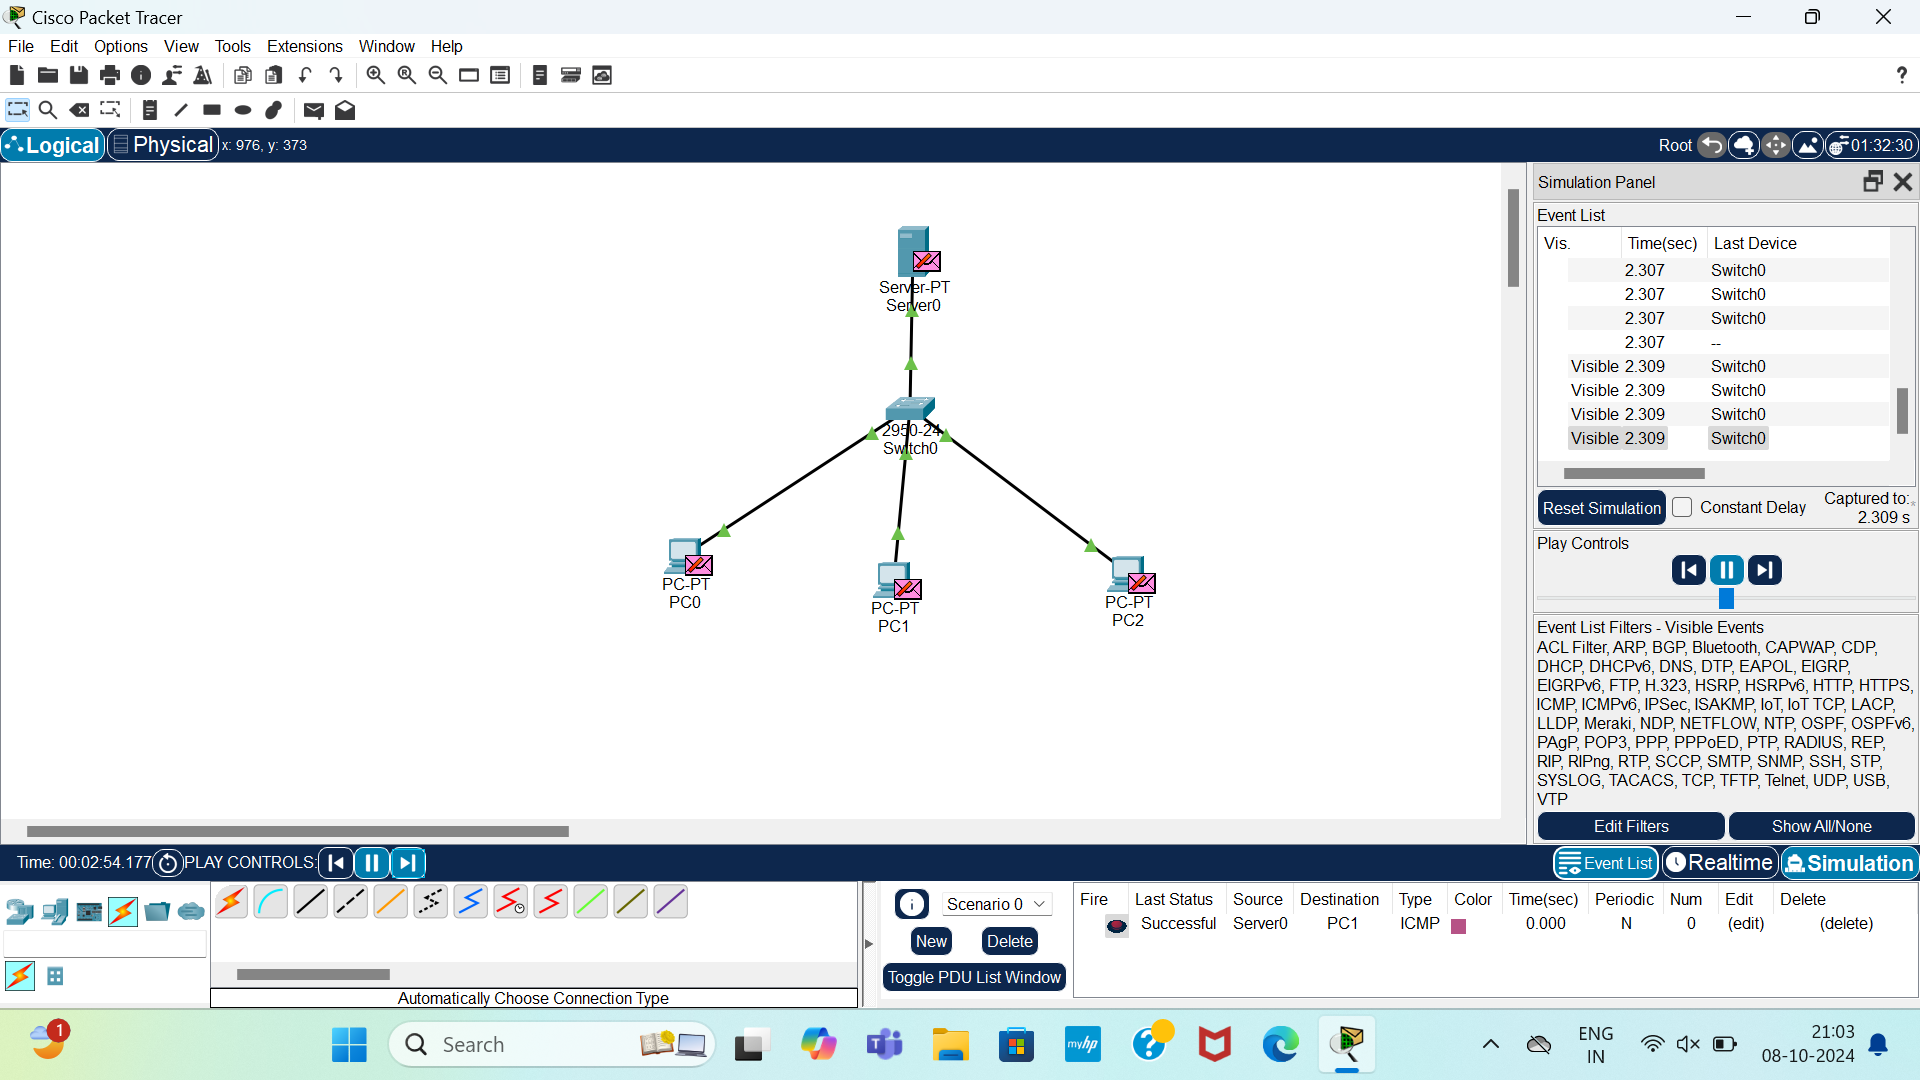 Cisco Packet Tracer
File Edit Options View Tools Extensions Window Help
?
Logical Physical x: 976, y: 373
Root 01:32:30
Server-PT
Server0
2950-24
Switch0
PC-PT
PC0
PC-PT
PC1
PC-PT
PC2
Simulation Panel
Event List
Vis. Time(sec) Last Device
2.307 Switch0
2.307 Switch0
2.307 Switch0
2.307 --
Visible 2.309 Switch0
Visible 2.309 Switch0
Visible 2.309 Switch0
Visible 2.309 Switch0
Reset Simulation Constant Delay Captured to:
2.309 s
Play Controls
Event List Filters - Visible Events
ACL Filter, ARP, BGP, Bluetooth, CAPWAP, CDP,
DHCP, DHCPv6, DNS, DTP, EAPOL, EIGRP,
EIGRPv6, FTP, H.323, HSRP, HSRPv6, HTTP, HTTPS,
ICMP, ICMPv6, IPSec, ISAKMP, IoT, IoT TCP, LACP,
LLDP, Meraki, NDP, NETFLOW, NTP, OSPF, OSPFv6,
PAgP, POP3, PPP, PPPoED, PTP, RADIUS, REP,
RIP, RIPng, RTP, SCCP, SMTP, SNMP, SSH, STP,
SYSLOG, TACACS, TCP, TFTP, Telnet, UDP, USB,
VTP
Edit Filters Show All/None
Time: 00:02:54.177 PLAY CONTROLS:
Event List Realtime Simulation
Automatically Choose Connection Type
Scenario 0
New Delete
Toggle PDU List Window
Fire Last Status Source Destination Type Color Time(sec) Periodic Num Edit Delete
Successful Server0 PC1 ICMP 0.000 N 0 (edit) (delete)
1
Search
myhp
ENG
IN
21:03
08-10-2024